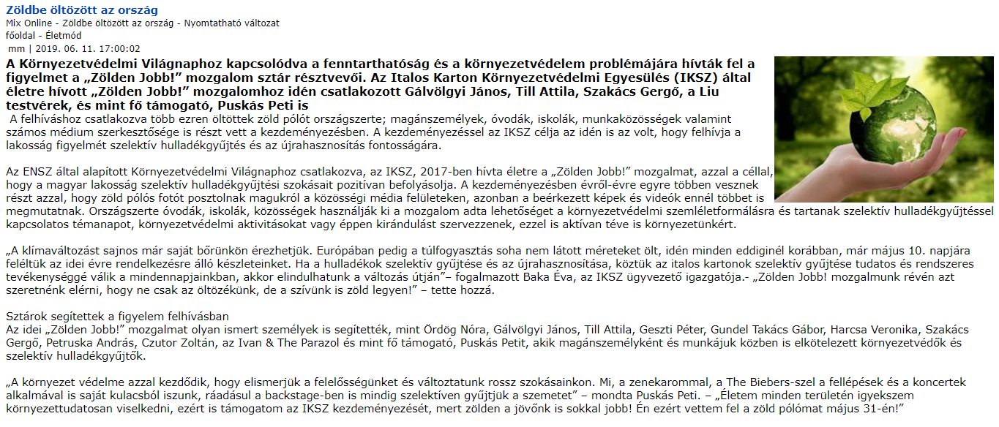 Zöldbe öltözött az ország
Mix Online - Zöldbe öltözött az ország - Nyomtatható változat
főoldal - Életmód
mm | 2019. 06. 11. 17:00:02
A Környezetvédelmi Világnaphoz kapcsolódva a fenntarthatóság és a környezetvédelem problémájára hívták fel a
figyelmet a „Zölden Jobb!” mozgalom sztár résztvevői. Az Italos Karton Környezetvédelmi Egyesülés (IKSZ) által
életre hívott „Zölden Jobb!” mozgalomhoz idén csatlakozott Gálvölgyi János, Till Attila, Szakács Gergő, a Liu
testvérek, és mint fő támogató, Puskás Peti is
A felhíváshoz csatlakozva több ezren öltöttek zöld pólót országszerte; magánszemélyek, óvodák, iskolák, munkaközösségek valamint
számos médium szerkesztősége is részt vett a kezdeményezésben. A kezdeményezéssel az IKSZ célja az idén is az volt, hogy felhívja a
lakosság figyelmét szelektív hulladékgyűjtés és az újrahasznosítás fontosságára.
Az ENSZ által alapított Környezetvédelmi Világnaphoz csatlakozva, az IKSZ, 2017-ben hívta életre a „Zölden Jobb!” mozgalmat, azzal a céllal,
hogy a magyar lakosság szelektív hulladékgyűjtési szokásait pozitívan befolyásolja. A kezdeményezésben évről-évre egyre többen vesznek
részt azzal, hogy zöld pólós fotót posztolnak magukról a közösségi média felületeken, azonban a beérkezett képek és videók ennél többet is
megmutatnak. Országszerte óvodák, iskolák, közösségek használják ki a mozgalom adta lehetőséget a környezetvédelmi szemléletformálásra és tartanak szelektív hulladékgyűjtéssel
kapcsolatos témanapot, környezetvédelmi aktivitásokat vagy éppen kirándulást szervezzenek, ezzel is aktívan téve is környezetünkért.
„A klímaváltozást sajnos már saját bőrünkön érezhetjük. Európában pedig a túlfogyasztás soha nem látott méreteket ölt, idén minden eddiginél korábban, már május 10. napjára
feléltük az idei évre rendelkezésre álló készleteinket. Ha a hulladékok szelektív gyűjtése és az újrahasznosítása, köztük az italos kartonok szelektív gyűjtése tudatos és rendszeres
tevékenységgé válik a mindennapjainkban, akkor elindulhatunk a változás útján”– fogalmazott Baka Éva, az IKSZ ügyvezető igazgatója.- „Zölden Jobb! mozgalmunk révén azt
szeretnénk elérni, hogy ne csak az öltözékünk, de a szívünk is zöld legyen!” – tette hozzá.
Sztárok segítettek a figyelem felhívásban
Az idei „Zölden Jobb!” mozgalmat olyan ismert személyek is segítették, mint Ördög Nóra, Gálvölgyi János, Till Attila, Geszti Péter, Gundel Takács Gábor, Harcsa Veronika, Szakács
Gergő, Petruska András, Czutor Zoltán, az Ivan & The Parazol és mint fő támogató, Puskás Petit, akik magánszemélyként és munkájuk közben is elkötelezett környezetvédők és
szelektív hulladékgyűjtők.
„A környezet védelme azzal kezdődik, hogy elismerjük a felelősségünket és változtatunk rossz szokásainkon. Mi, a zenekarommal, a The Biebers-szel a fellépések és a koncertek
alkalmával is saját kulacsból iszunk, ráadásul a backstage-ben is mindig szelektíven gyűjtjük a szemetet” – mondta Puskás Peti. – „Életem minden területén igyekszem
környezettudatosan viselkedni, ezért is támogatom az IKSZ kezdeményezését, mert zölden a jövőnk is sokkal jobb! Én ezért vettem fel a zöld pólómat május 31-én!”